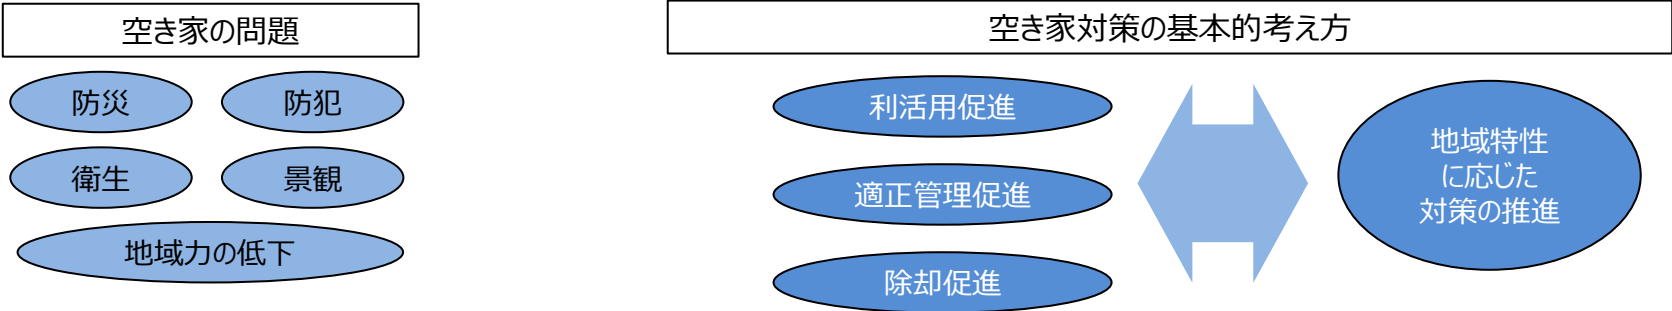 空き家の問題
防災
防犯
衛生
景観
地域力の低下
空き家対策の基本的考え方
利活用促進
適正管理促進
除却促進
地域特性
に応じた
対策の推進